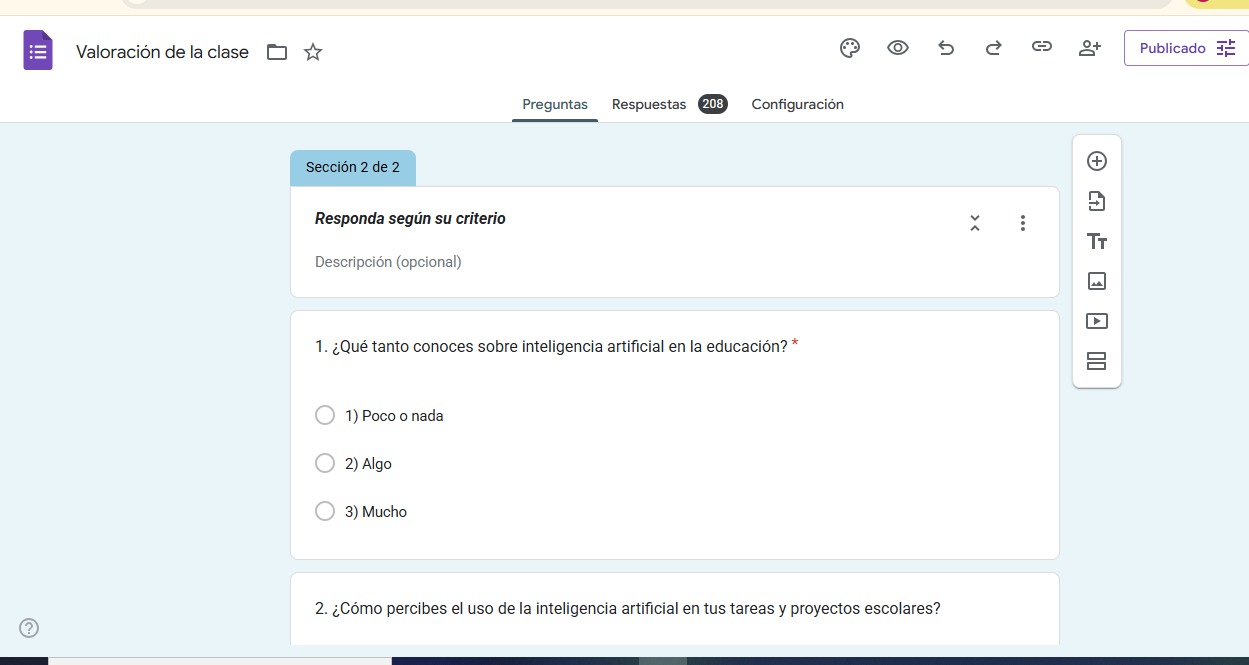 Valoración de la clase
Publicado
Preguntas Respuestas 208 Configuración
Sección 2 de 2
Responda según su criterio
Descripción (opcional)
1. ¿Qué tanto conoces sobre inteligencia artificial en la educación? *
1) Poco o nada
2) Algo
3) Mucho
2. ¿Cómo percibes el uso de la inteligencia artificial en tus tareas y proyectos escolares?